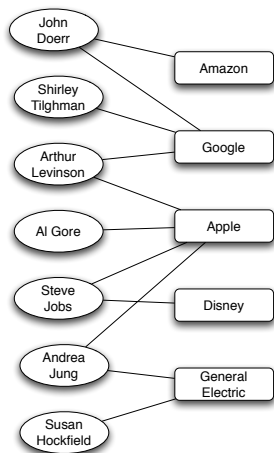 John
Doerr
Amazon
Shirley
Tilghman
Google
Arthur
Levinson
Al Gore
Apple
Steve
Jobs
Disney
Andrea
Jung
General
Electric
Susan
Hockfield